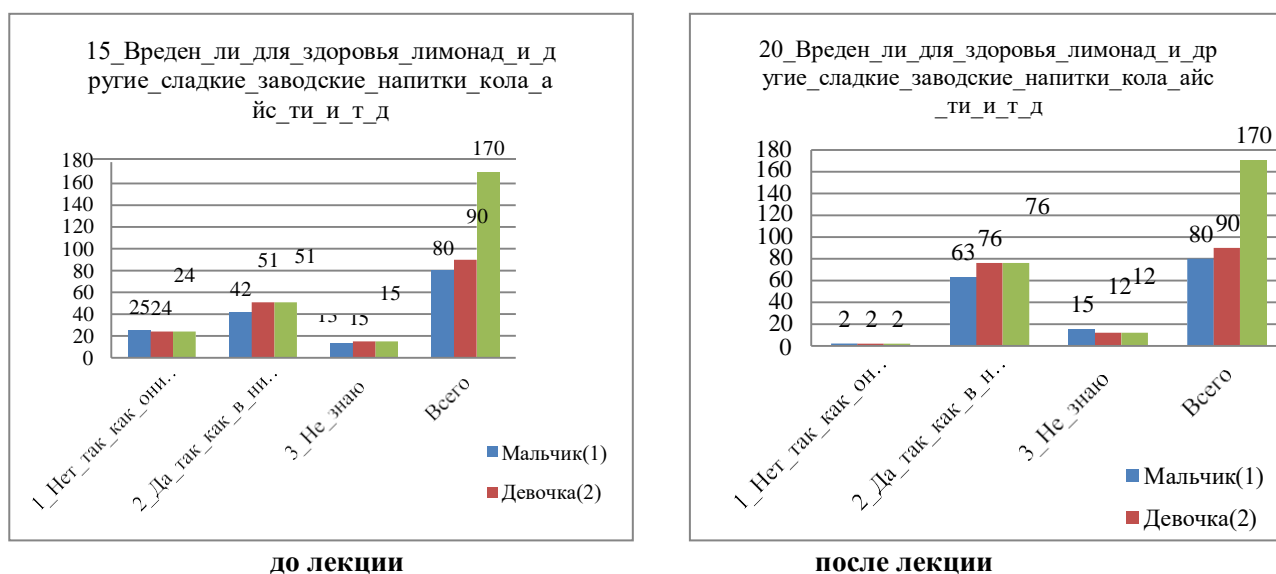 15_Вреден_ли_для_здоровья_лимонад_и_д
ругие_сладкие_заводские_напитки_кола_а
йс_ти_и_т_д
180
160
140
120
100
80
60
40
20
0
25
24
24
42
51
51
15
15
80
90
170
1_Нет_так_как_они…
2_Да_так_как_в_ни…
3_Не_знаю
Всего
Мальчик(1)
Девочка(2)
до лекции
20_Вреден_ли_для_здоровья_лимонад_и_др
угие_сладкие_заводские_напитки_кола_айс
_ти_и_т_д
180
160
140
120
100
80
60
40
20
0
2
2
2
63
76
76
15
12
12
80
90
170
1_Нет_так_как_он…
2_Да_так_как_в_н…
3_Не_знаю
Всего
Мальчик(1)
Девочка(2)
после лекции